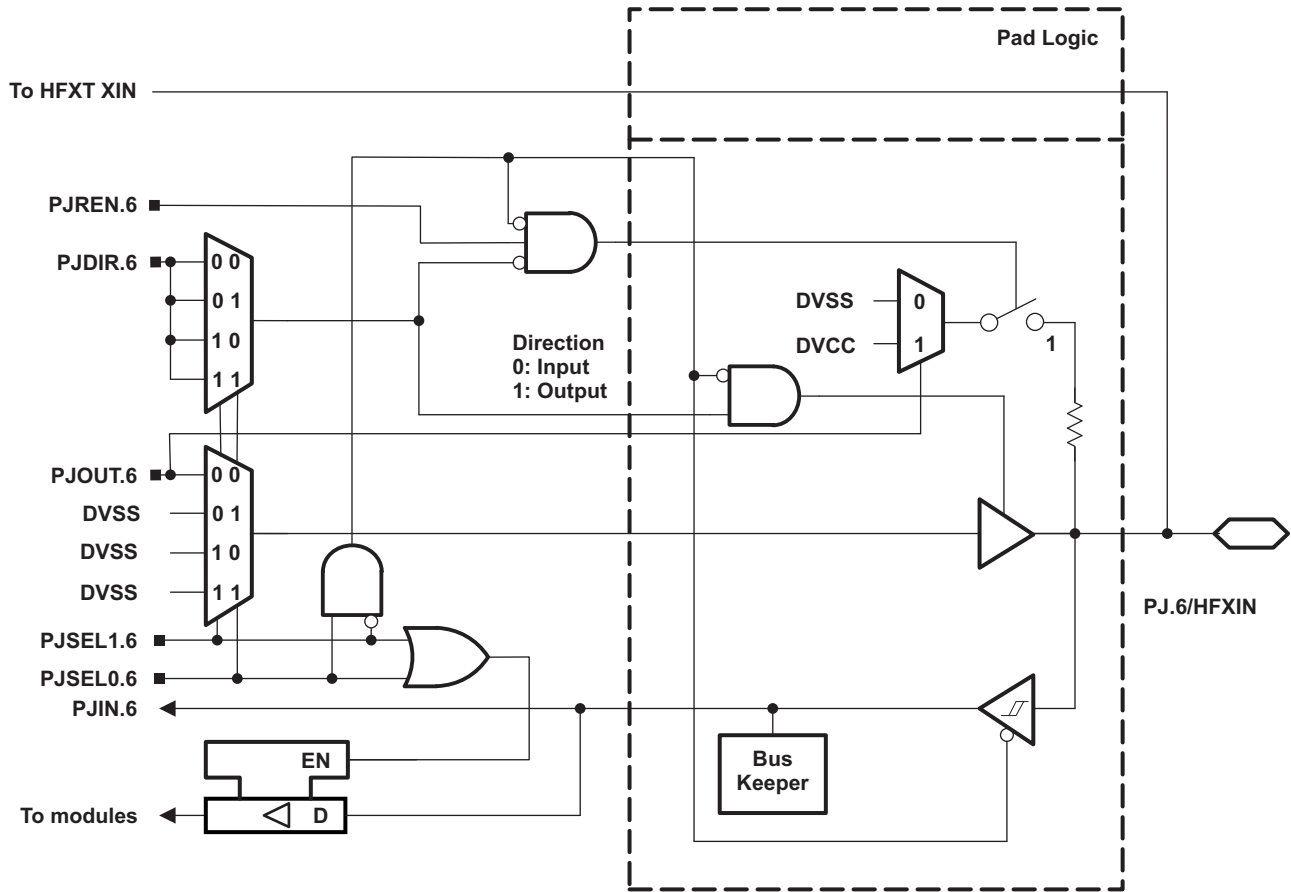 Pad Logic
To HFXT XIN
PJREN.6
PJDIR.6
0 0
0 1
1 0
1 1
Direction
0: Input
1: Output
DVSS
0
DVCC
1
1
PJOUT.6
0 0
DVSS
0 1
DVSS
1 0
DVSS
1 1
PJ.6/HFXIN
PJSEL1.6
PJSEL0.6
PJIN.6
EN
Bus
Keeper
To modules
D